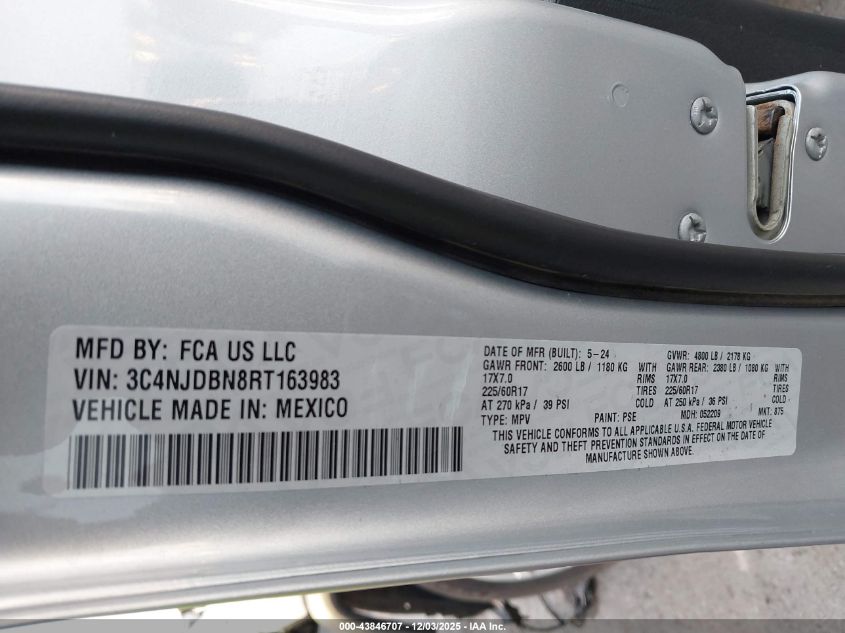 MFD BY: FCA US LLC
VIN: 3C4NJDBN8RT163983
VEHICLE MADE IN: MEXICO
DATE OF MFR (BUILT): 5-24 GVWR: 4800 LB / 2178 KG
GAWR FRONT: 2600 LB / 1180 KG WITH GAWR REAR: 2380 LB / 1080 KG WITH
17X7.0 RIMS 17X7.0 RIMS
225/60R17 TIRES 225/60R17 TIRES
AT 270 kPa / 39 PSI COLD AT 250 kPa / 36 PSI COLD
TYPE: MPV PAINT: PSE MDH: 052209 MKT: 875
THIS VEHICLE CONFORMS TO ALL APPLICABLE U.S.A. FEDERAL MOTOR VEHICLE
SAFETY AND THEFT PREVENTION STANDARDS IN EFFECT ON THE DATE OF
MANUFACTURE SHOWN ABOVE.
000-43846707 - 12/03/2025 - IAA Inc.